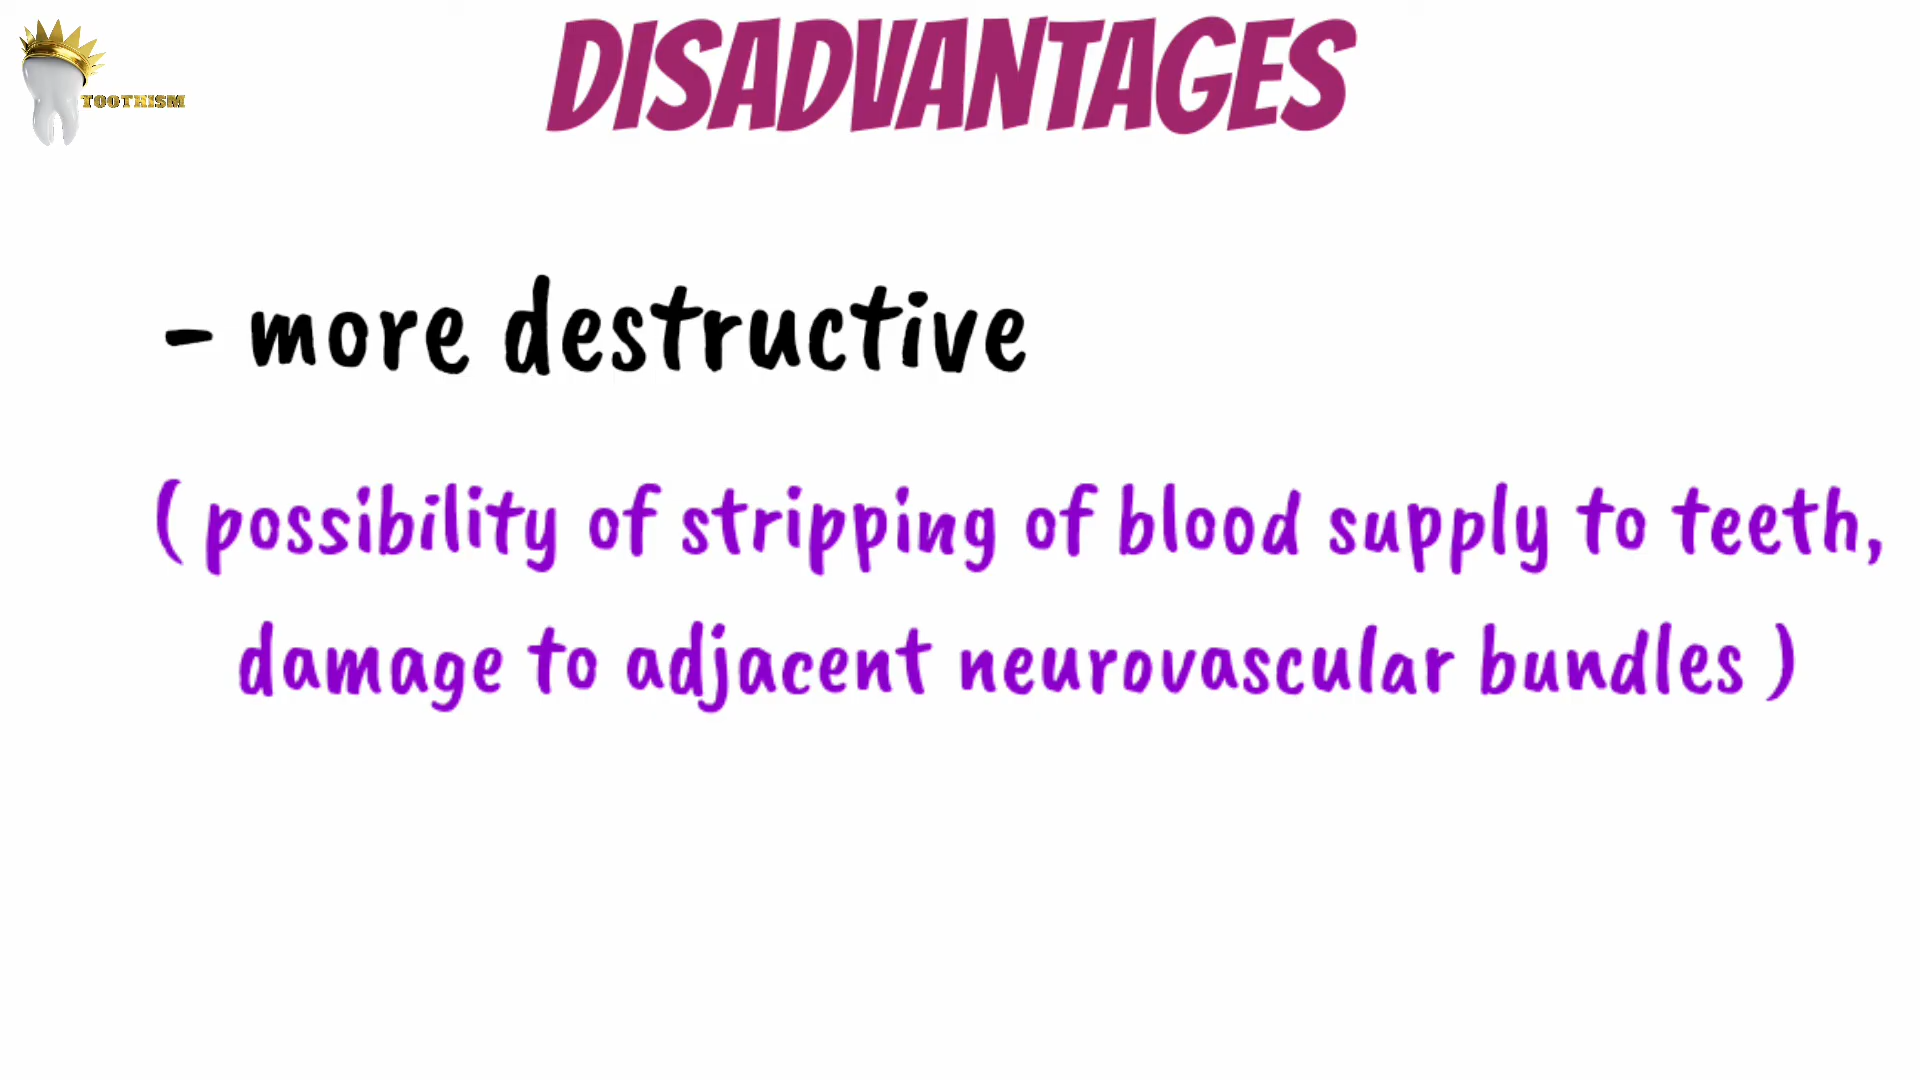 TOOTHISM
DISADVANTAGES
- more destructive
( possibility of stripping of blood supply to teeth,
damage to adjacent neurovascular bundles )